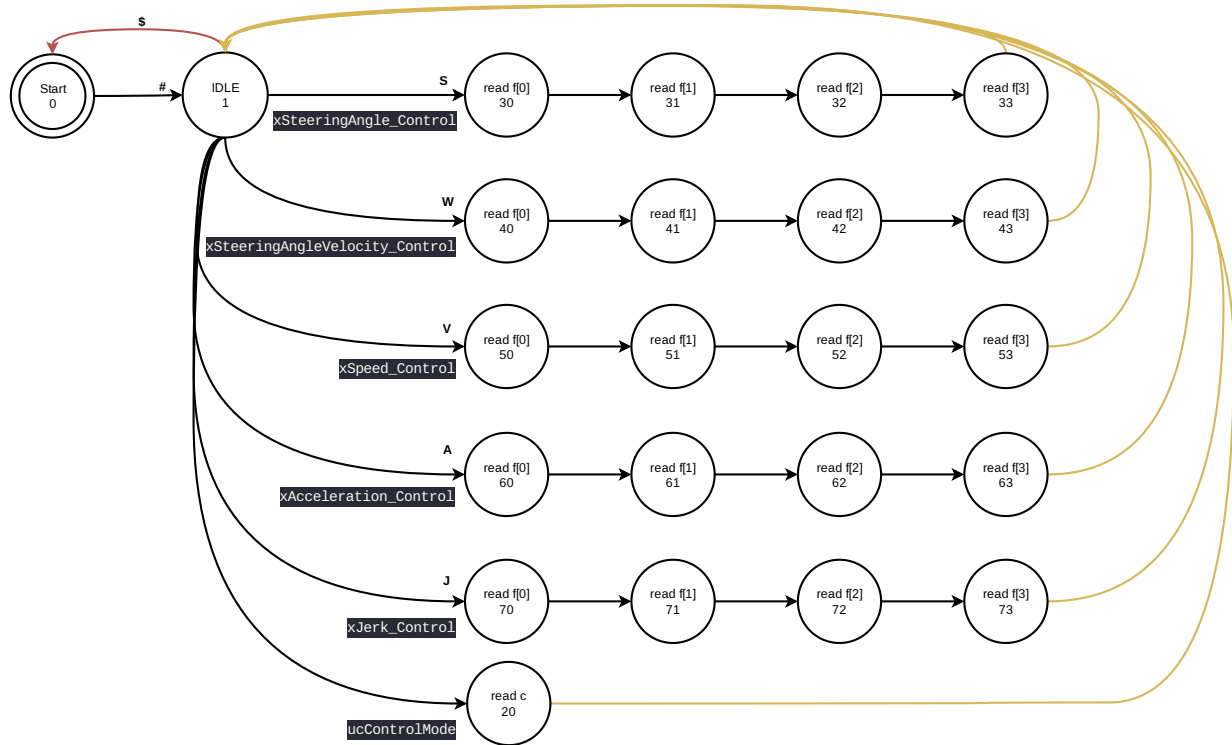 $
Start
0
#
IDLE
1
S
xSteeringAngle_Control
read f[0]
30
read f[1]
31
read f[2]
32
read f[3]
33
W
xSteeringAngleVelocity_Control
read f[0]
40
read f[1]
41
read f[2]
42
read f[3]
43
V
xSpeed_Control
read f[0]
50
read f[1]
51
read f[2]
52
read f[3]
53
A
xAcceleration_Control
read f[0]
60
read f[1]
61
read f[2]
62
read f[3]
63
J
xJerk_Control
read f[0]
70
read f[1]
71
read f[2]
72
read f[3]
73
ucControlMode
read c
20